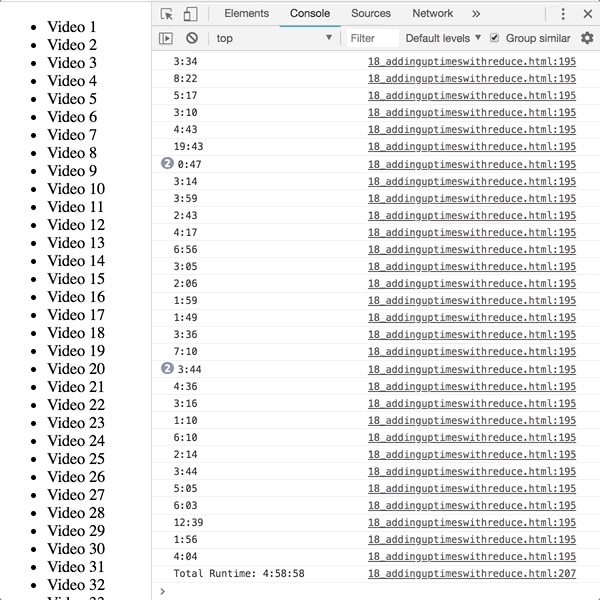 Video 1
Video 2
Video 3
Video 4
Video 5
Video 6
Video 7
Video 8
Video 9
Video 10
Video 11
Video 12
Video 13
Video 14
Video 15
Video 16
Video 17
Video 18
Video 19
Video 20
Video 21
Video 22
Video 23
Video 24
Video 25
Video 26
Video 27
Video 28
Video 29
Video 30
Video 31
Video 32
Video 33
Elements Console Sources Network »
top Filter Default levels Group similar
3:34 18_addinguptimeswithreduce.html:195
8:22 18_addinguptimeswithreduce.html:195
5:17 18_addinguptimeswithreduce.html:195
3:10 18_addinguptimeswithreduce.html:195
4:43 18_addinguptimeswithreduce.html:195
19:43 18_addinguptimeswithreduce.html:195
2 0:47 18_addinguptimeswithreduce.html:195
3:14 18_addinguptimeswithreduce.html:195
3:59 18_addinguptimeswithreduce.html:195
2:43 18_addinguptimeswithreduce.html:195
4:17 18_addinguptimeswithreduce.html:195
6:56 18_addinguptimeswithreduce.html:195
3:05 18_addinguptimeswithreduce.html:195
2:06 18_addinguptimeswithreduce.html:195
1:59 18_addinguptimeswithreduce.html:195
1:49 18_addinguptimeswithreduce.html:195
3:36 18_addinguptimeswithreduce.html:195
7:10 18_addinguptimeswithreduce.html:195
2 3:44 18_addinguptimeswithreduce.html:195
4:36 18_addinguptimeswithreduce.html:195
3:16 18_addinguptimeswithreduce.html:195
1:10 18_addinguptimeswithreduce.html:195
6:10 18_addinguptimeswithreduce.html:195
2:14 18_addinguptimeswithreduce.html:195
3:44 18_addinguptimeswithreduce.html:195
5:05 18_addinguptimeswithreduce.html:195
6:03 18_addinguptimeswithreduce.html:195
12:39 18_addinguptimeswithreduce.html:195
1:56 18_addinguptimeswithreduce.html:195
4:04 18_addinguptimeswithreduce.html:195
Total Runtime: 4:58:58 18_addinguptimeswithreduce.html:207